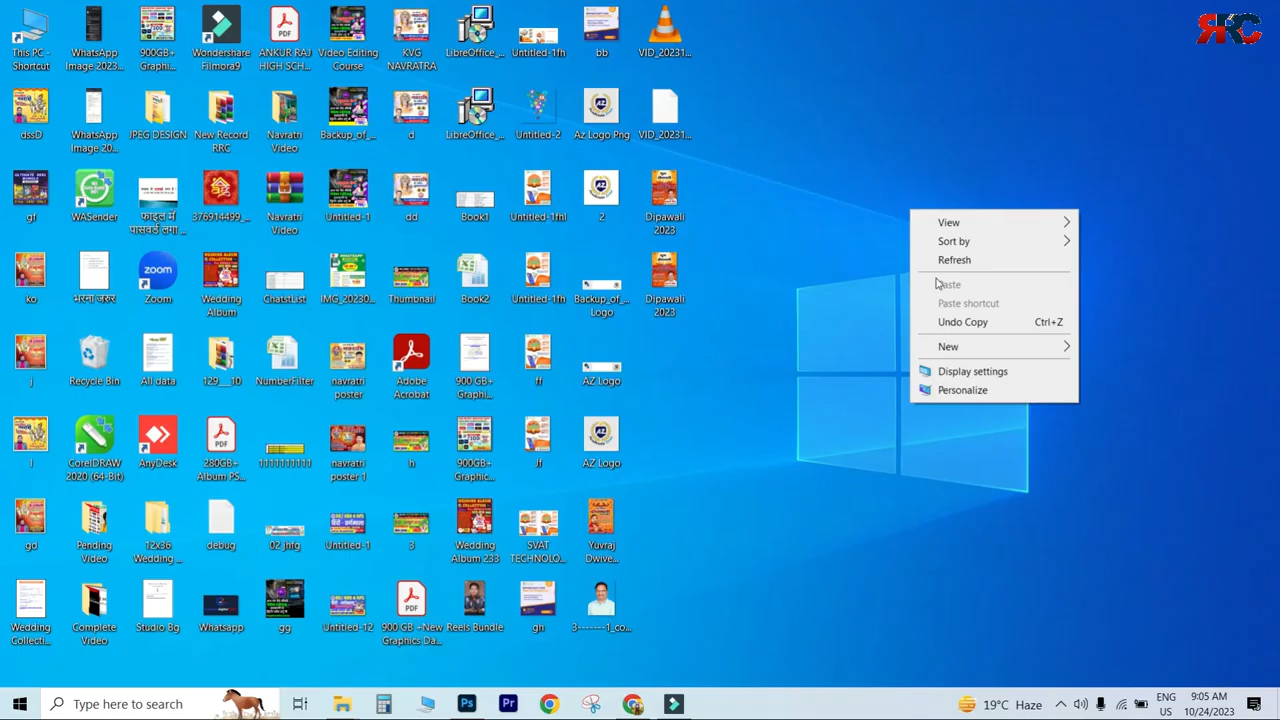 RRC
This PC -
Shortcut
WhatsApp
Image 2023...
900GB+
Graphi...
Wondershare
Filmora9
ANKUR RAJ
HIGH SCH...
Video Editing
Course
KVG
NAVRATRA
LibreOffice_...
Untitled-1fh
bb
VID_20231...
dssD
WhatsApp
Image 20...
JPEG DESIGN
New Record
RRC
Navratri
Video
Backup_of_...
d
LibreOffice_...
Untitled-2
Az Logo Png
VID_20231...
gf
WASender
फाइल में
पासवर्ड लगा ...
376914499_...
Navratri
Video
Untitled-1
dd
Book1
Untitled-1fhl
2
Dipawali
2023
ko
भरना जरुर
zoom
Zoom
Wedding
Album
ChatsList
IMG_20230...
Thumbnail
Book2
Untitled-1fh
Backup_of_...
Logo
Dipawali
2023
j
Recycle Bin
All data
129__10
NumberFilter
navratri
poster
Adobe
Acrobat
900 GB+
Graphi...
ff
AZ Logo
l
CorelDRAW
2020 (64-Bit)
AnyDesk
PDF
280GB+
Album PS...
1111111111
navratri
poster 1
n
900GB+
Graphic...
Jf
AZ Logo
gd
Pending
Video
12x36
Wedding ...
debug
02 Jhfg
Untitled-1
3
Wedding
Album 233
SVAT
TECHNOLO...
Yuvraj
Dwive...
Wedding
Collecti...
Complete
Video
Studio Bg
Whatsapp
gg
Untitled-12
PDF
900 GB +New
Graphics Da...
Reels Bundle
gh
3-------1_co...
View
Sort by
Refresh
Paste
Paste shortcut
Undo Copy Ctrl+Z
New
Display settings
Personalize
Type here to search
Ps
Pr
19°C Haze
ENG
9:05 AM
10/24/2023